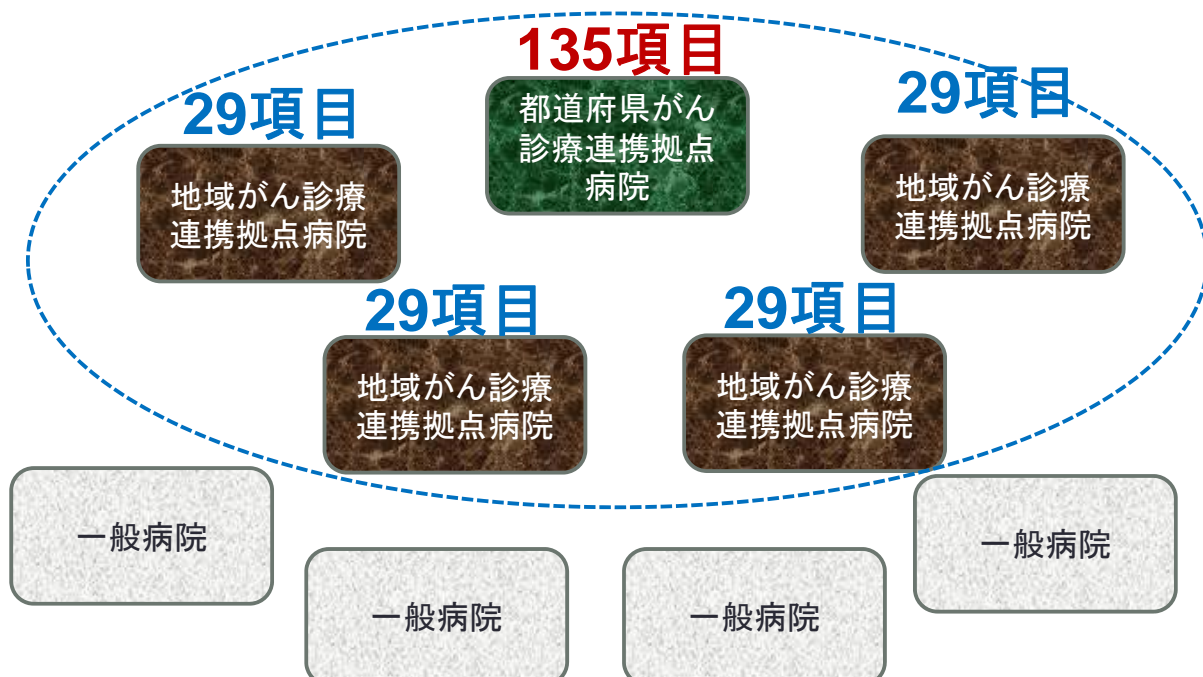 135項目
都道府県がん
診療連携拠点
病院
29項目
地域がん診療
連携拠点病院
29項目
地域がん診療
連携拠点病院
29項目
地域がん診療
連携拠点病院
29項目
地域がん診療
連携拠点病院
一般病院
一般病院
一般病院
一般病院